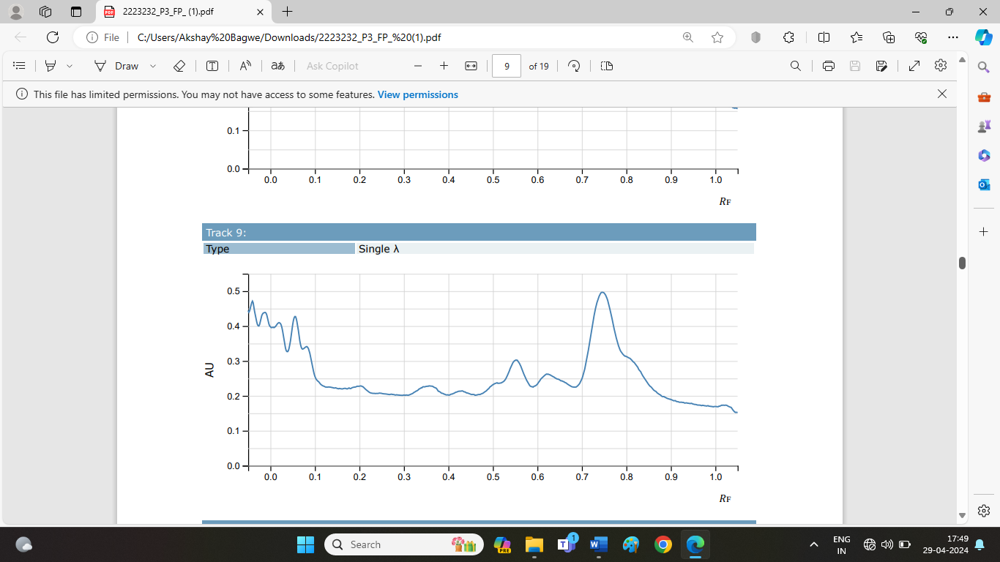 2223232_P3_FP_ (1).pdf
File
C:/Users/Akshay%20Bagwe/Downloads/2223232_P3_FP_%20(1).pdf
Draw
T
A
aあ
Ask Copilot
9
of 19
This file has limited permissions. You may not have access to some features. View permissions
0.1
0.0
0.0 0.1 0.2 0.3 0.4 0.5 0.6 0.7 0.8 0.9 1.0
RF
Track 9:
Type Single λ
0.5
0.4
0.3
AU
0.2
0.1
0.0
0.0 0.1 0.2 0.3 0.4 0.5 0.6 0.7 0.8 0.9 1.0
RF
Search
PRE
1
ENG
IN
17:49
29-04-2024